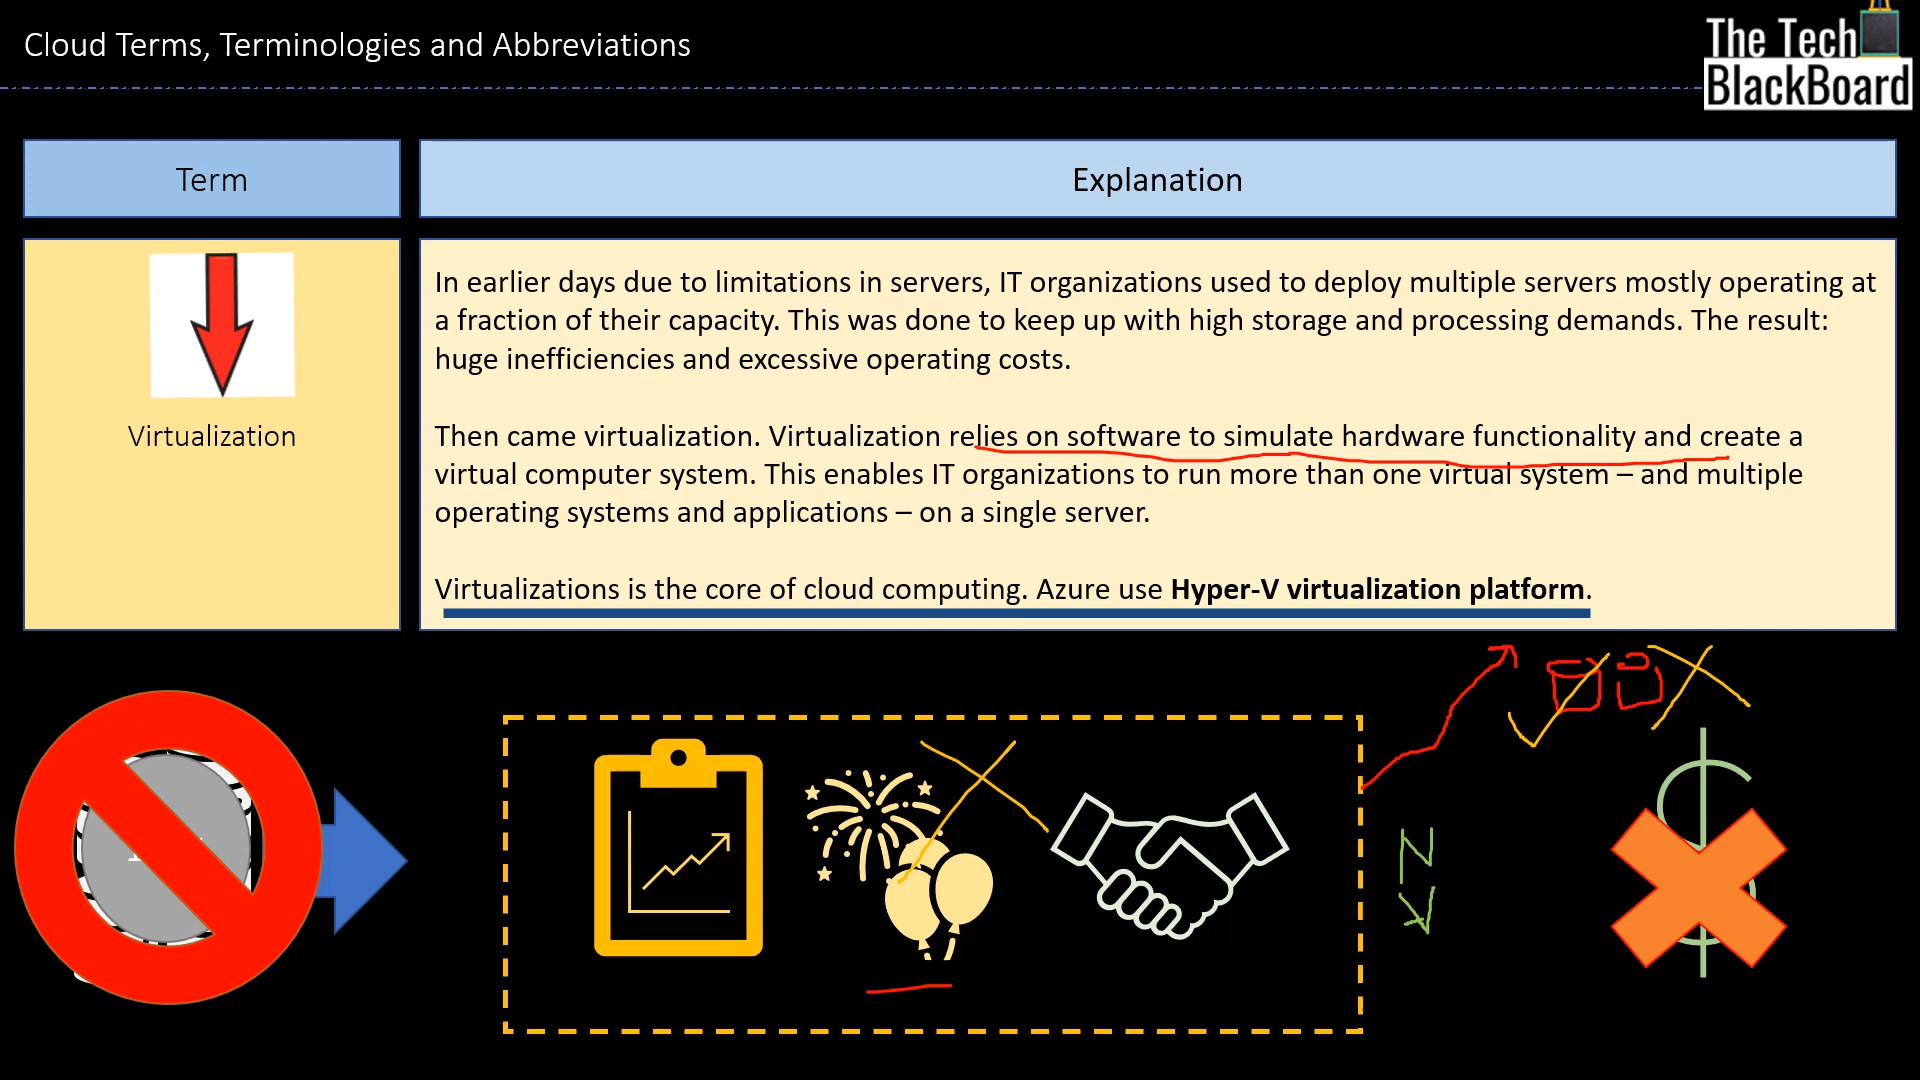 Cloud Terms, Terminologies and Abbreviations
The Tech
BlackBoard
Term
Explanation
Virtualization
In earlier days due to limitations in servers, IT organizations used to deploy multiple servers mostly operating at
a fraction of their capacity. This was done to keep up with high storage and processing demands. The result:
huge inefficiencies and excessive operating costs.
Then came virtualization. Virtualization relies on software to simulate hardware functionality and create a
virtual computer system. This enables IT organizations to run more than one virtual system – and multiple
operating systems and applications – on a single server.
Virtualizations is the core of cloud computing. Azure use Hyper-V virtualization platform.